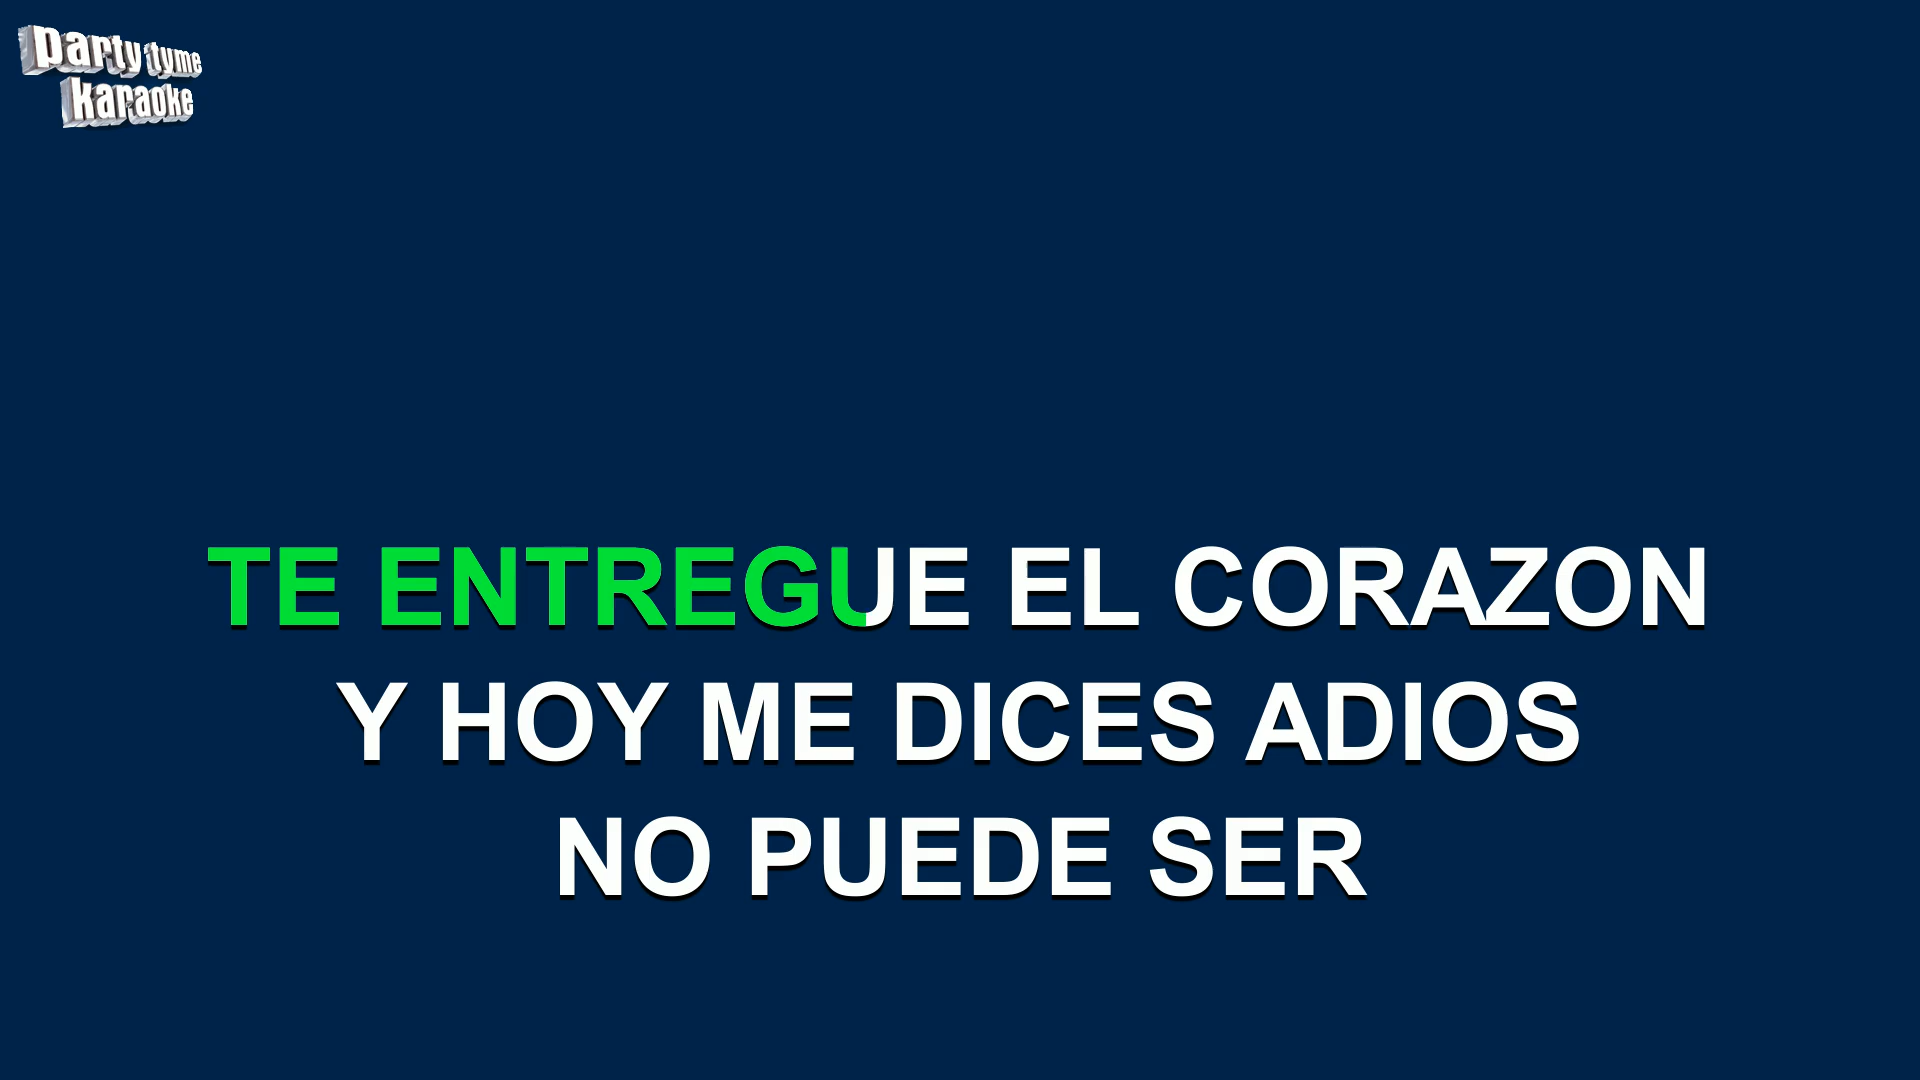 party tyme
karaoke
TE ENTREGUE EL CORAZON
Y HOY ME DICES ADIOS
NO PUEDE SER